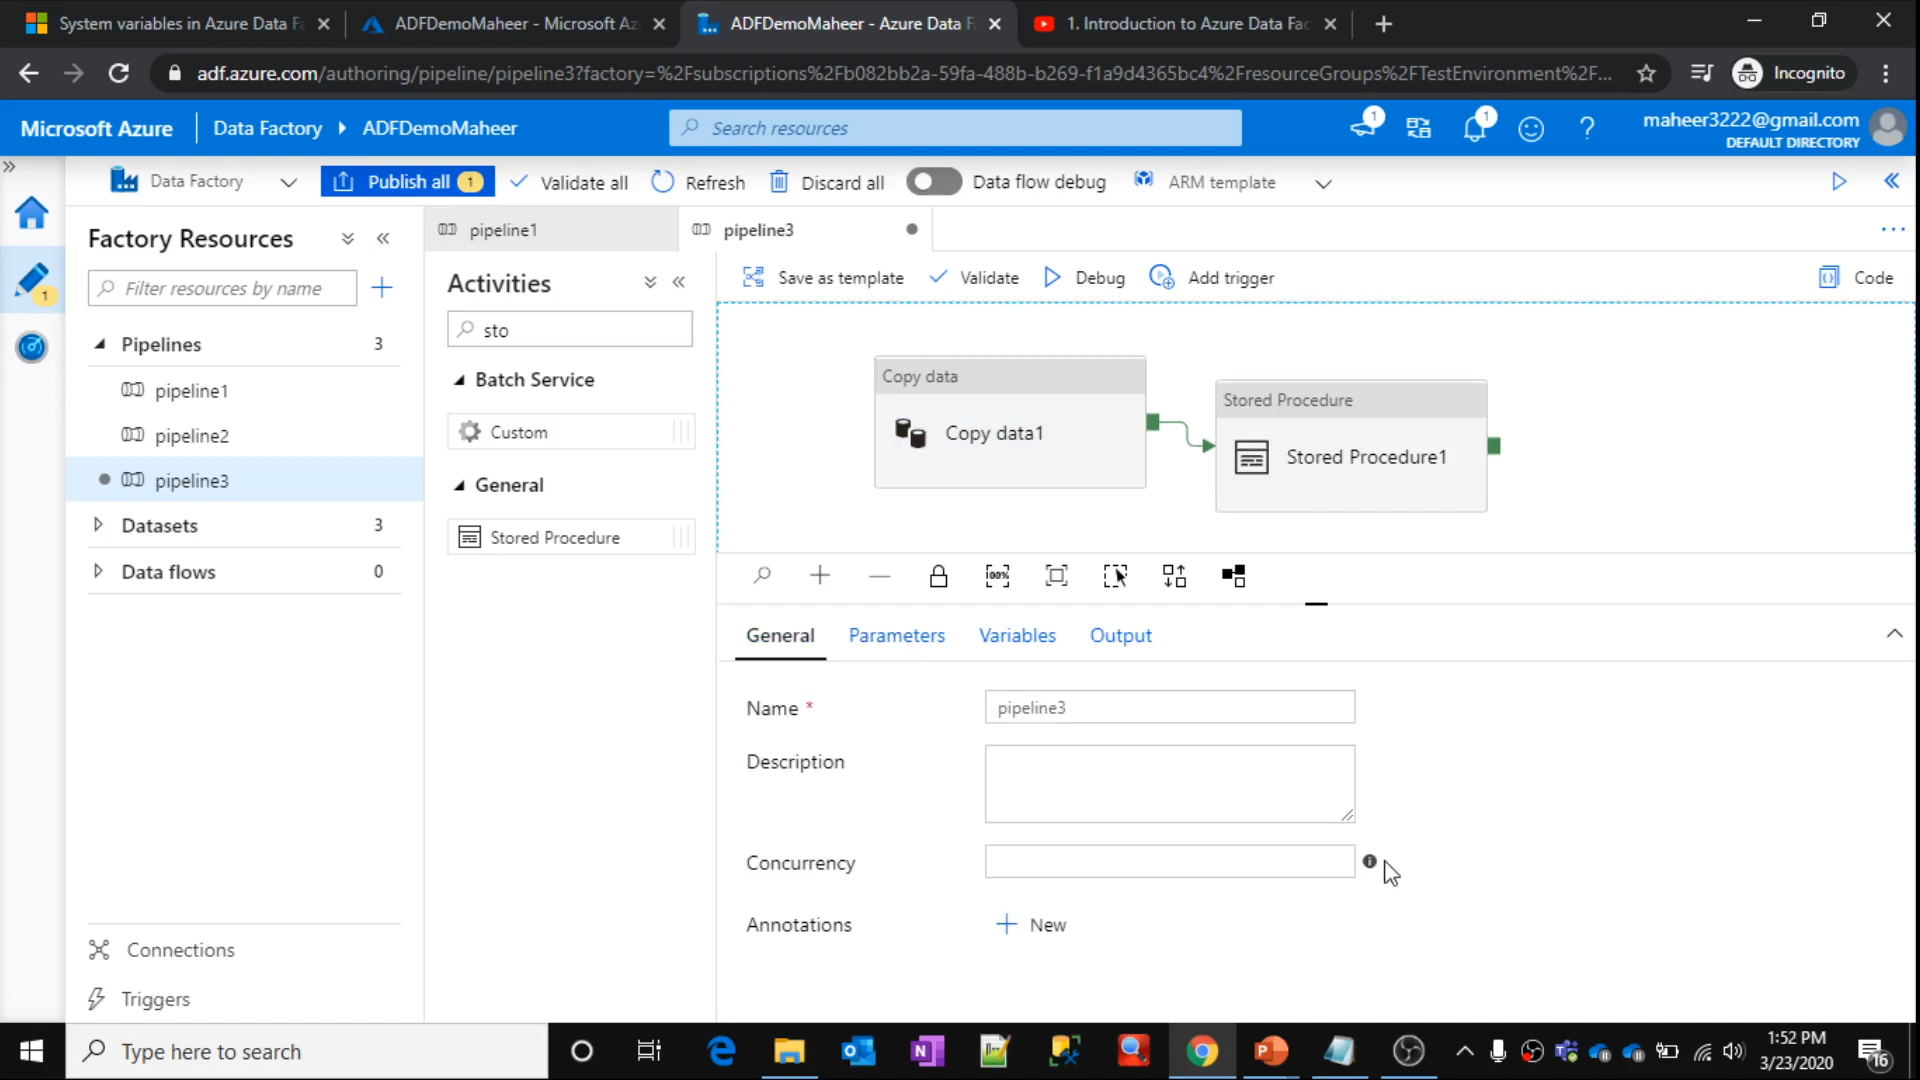 System variables in Azure Data Fa
ADFDemoMaheer - Microsoft Az
ADFDemoMaheer - Azure Data F
1. Introduction to Azure Data Fac
adf.azure.com/authoring/pipeline/pipeline3?factory=%2Fsubscriptions%2Fb082bb2a-59fa-488b-b269-f1a9d4365bc4%2FresourceGroups%2FTestEnvironment%2F...
Incognito
Microsoft Azure
Data Factory
ADFDemoMaheer
Search resources
1
1
maheer3222@gmail.com
DEFAULT DIRECTORY
Data Factory
Publish all 1
Validate all
Refresh
Discard all
Data flow debug
ARM template
1
Factory Resources
Filter resources by name
Pipelines 3
pipeline1
pipeline2
pipeline3
Datasets 3
Data flows 0
Connections
Triggers
pipeline1
pipeline3
Activities
sto
Batch Service
Custom
General
Stored Procedure
Save as template
Validate
Debug
Add trigger
Code
Copy data
Copy data1
Stored Procedure
Stored Procedure1
100%
General
Parameters
Variables
Output
Name *
pipeline3
Description
Concurrency
Annotations
New
Type here to search
1:52 PM
3/23/2020
16